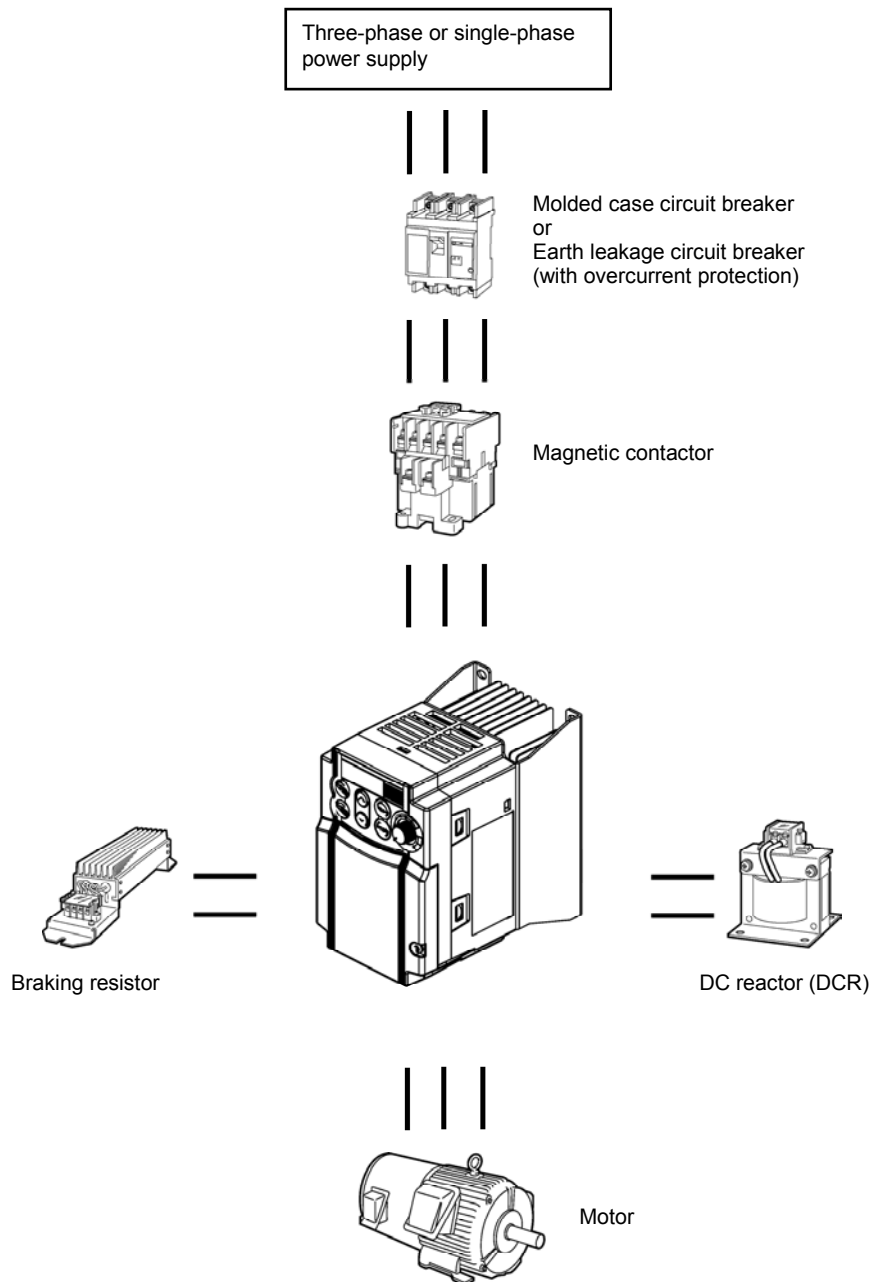 Three-phase or single-phase
power supply
Molded case circuit breaker
or
Earth leakage circuit breaker
(with overcurrent protection)
Magnetic contactor
Braking resistor
DC reactor (DCR)
Motor